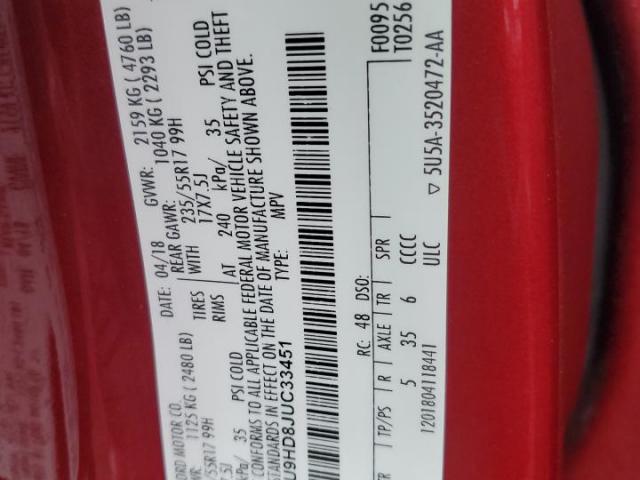 ORD MOTOR CO. DATE: 04/18 GVWR: 2159 KG ( 4760 LB)
WR: 1125 KG ( 2480 LB) REAR GAWR: 1040 KG ( 2293 LB)
55R17 99H TIRES WITH 235/55R17 99H
7.5J RIMS 17X7.5J
kPa/ 35 PSI COLD AT 240 kPa/ 35 PSI COLD
CONFORMS TO ALL APPLICABLE FEDERAL MOTOR VEHICLE SAFETY AND THEFT
STANDARDS IN EFFECT ON THE DATE OF MANUFACTURE SHOWN ABOVE.
U9HD8JUC33451 TYPE: MPV
F0095
T0256
RC: 48 DSO:
TP/PS R AXLE TR SPR
5 35 6 CCCC
1201804118441 ULC
▽ 5U5A-3520472-AA